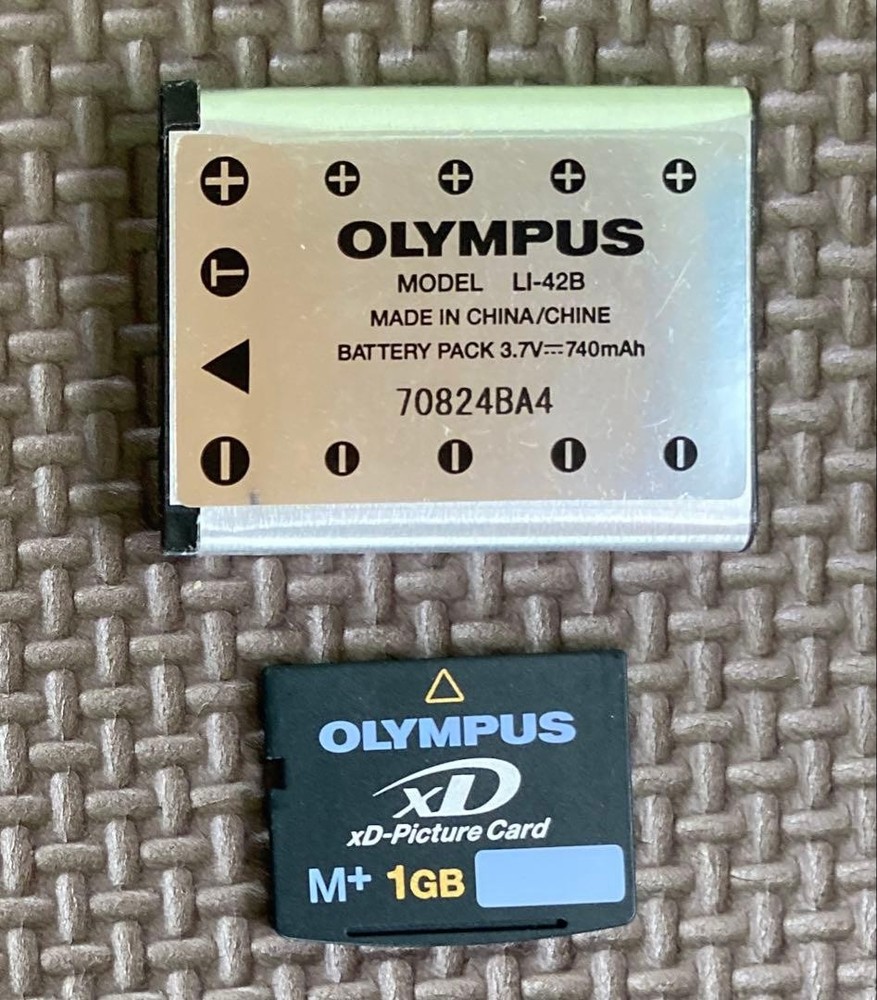 OLYMPUS
MODEL LI-42B
MADE IN CHINA/CHINE
BATTERY PACK 3.7V⎓740mAh
70824BA4
T
OLYMPUS
xD
xD-Picture Card
M+ 1GB